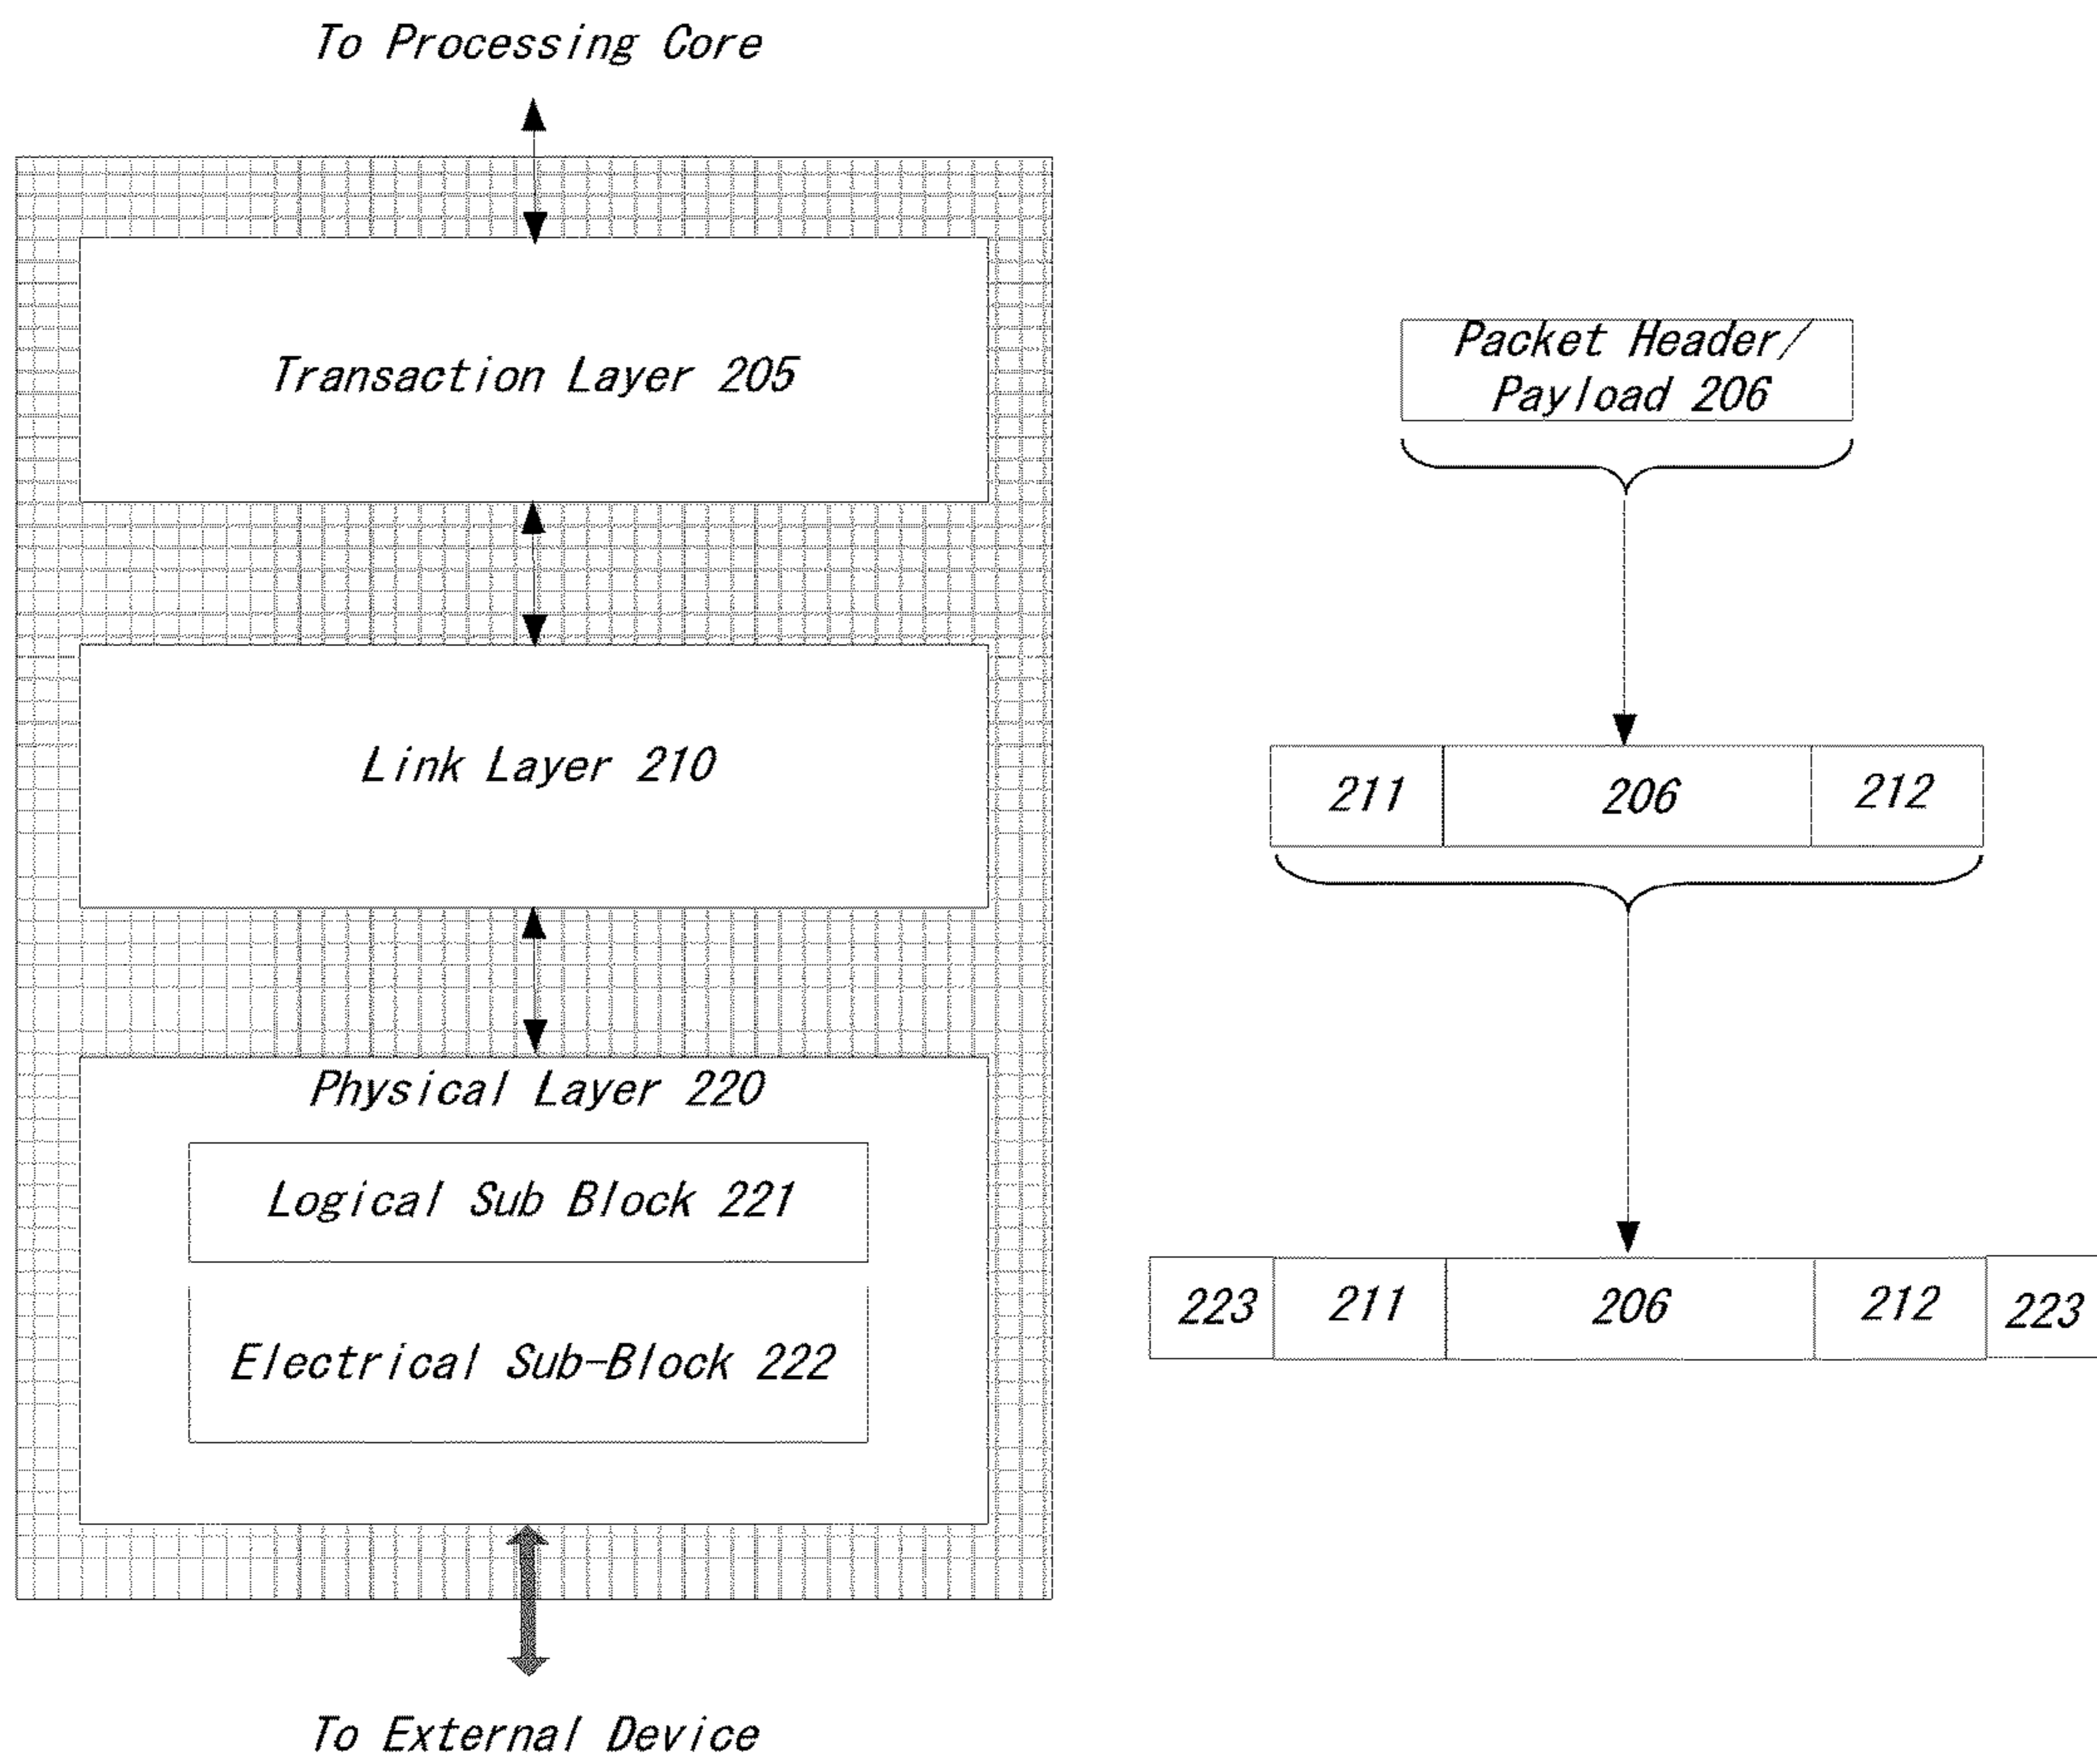 To Processing Core
Transaction Layer 205
Packet Header/
Payload 206
Link Layer 210
211 206 212
Physical Layer 220
Logical Sub Block 221
Electrical Sub-Block 222
223 211 206 212 223
To External Device